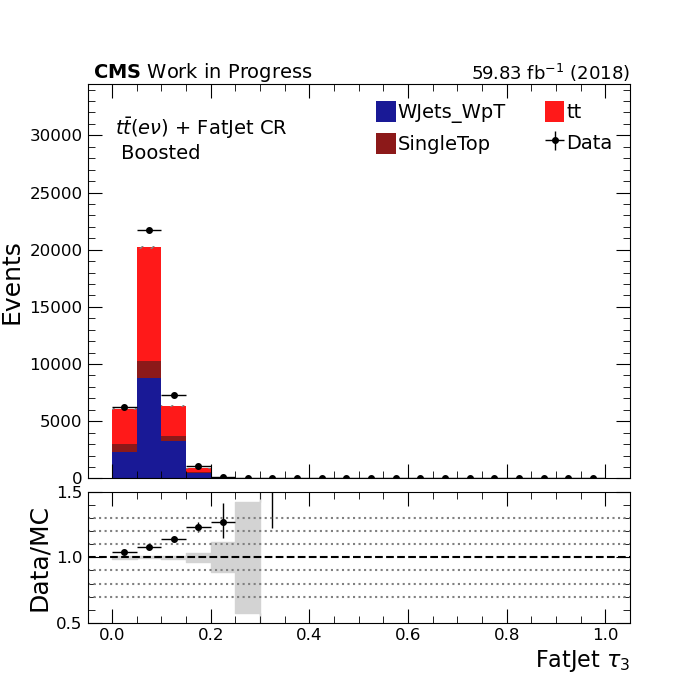 CMS Work in Progress 59.83 fb⁻¹ (2018)
tt̄(eν) + FatJet CR
Boosted
WJets_WpT tt
SingleTop Data
Events
30000
25000
20000
15000
10000
5000
0
Data/MC
1.5
1.0
0.5
0.0 0.2 0.4 0.6 0.8 1.0
FatJet τ₃